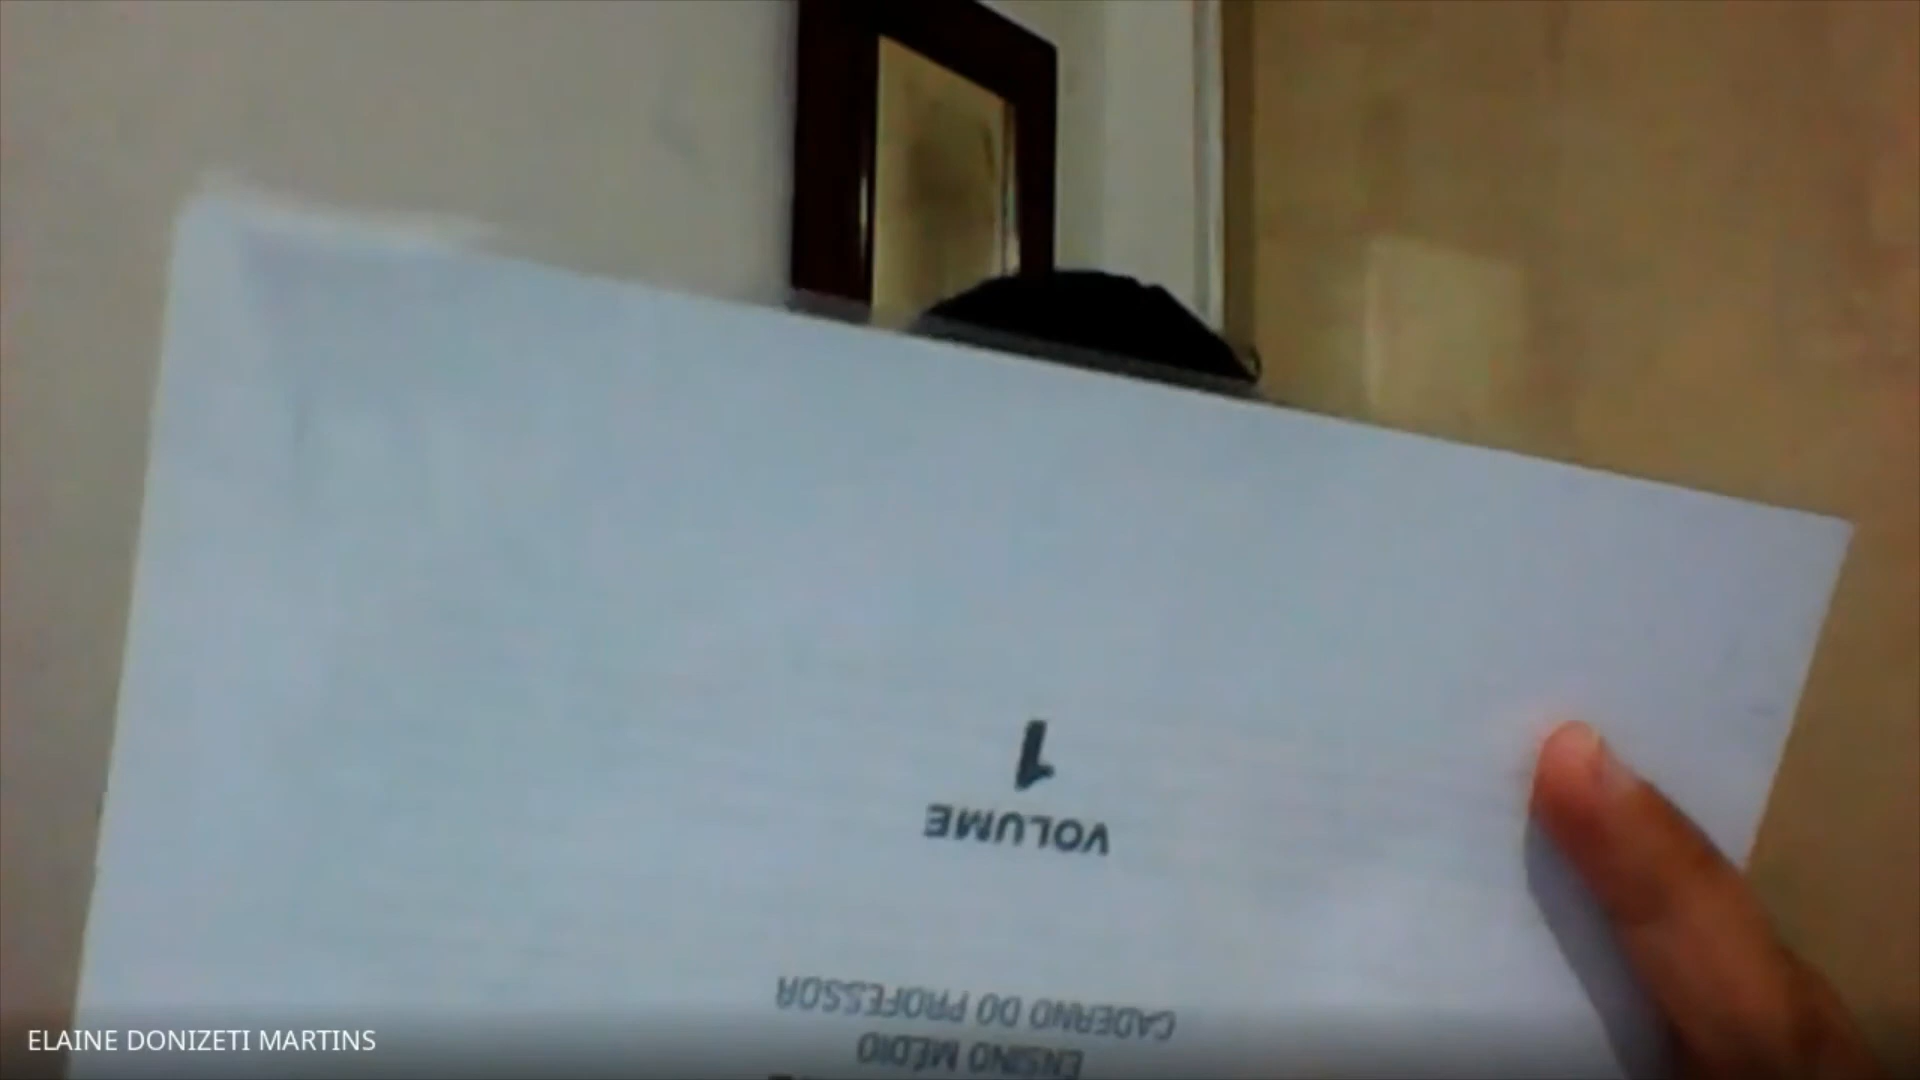 ENSINO MÉDIO
CADERNO DO PROFESSOR
VOLUME
1
ELAINE DONIZETI MARTINS